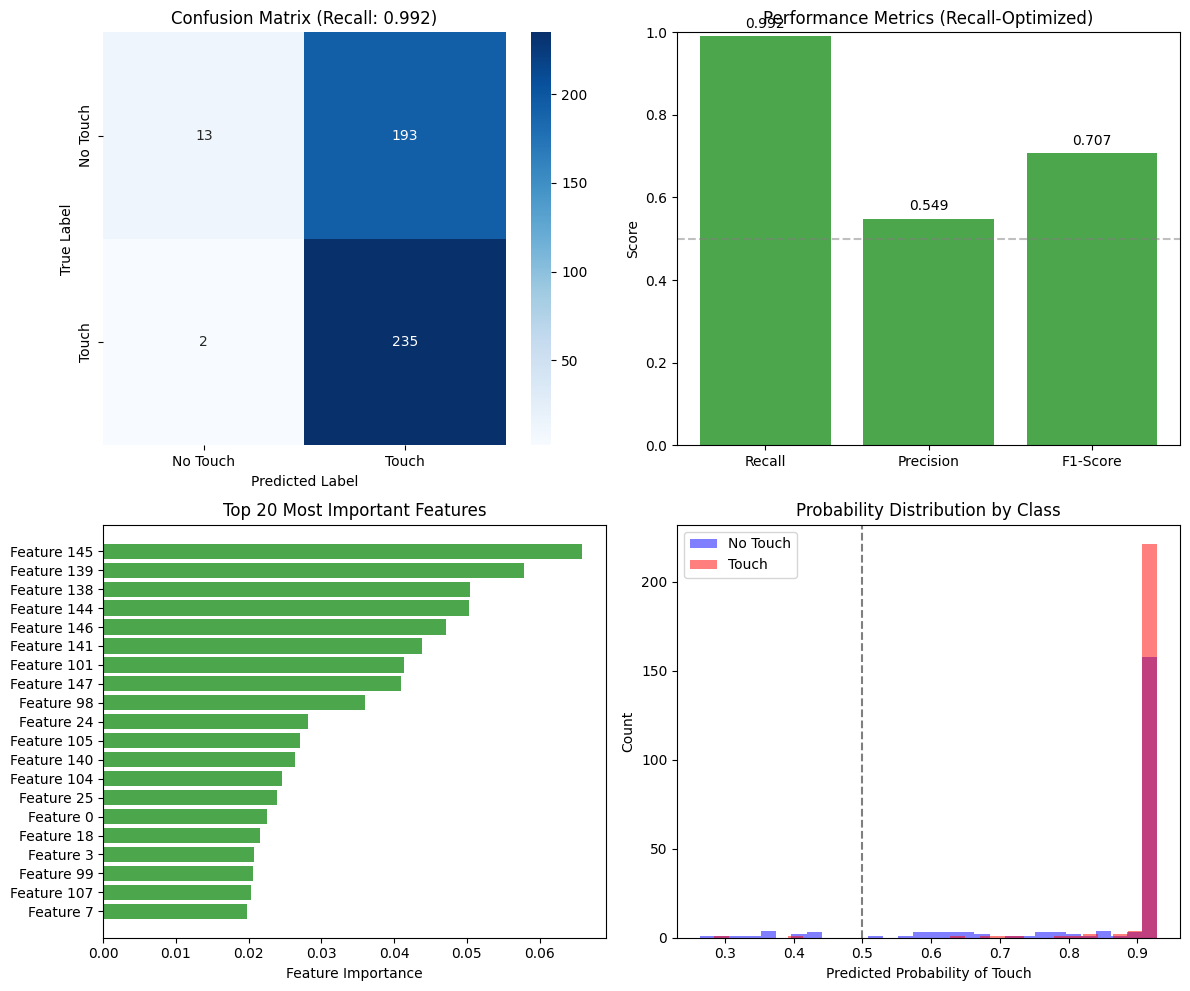 Confusion Matrix (Recall: 0.992)
No Touch
Touch
True Label
13
193
2
235
No Touch
Touch
Predicted Label
200
150
100
50
Performance Metrics (Recall-Optimized)
0.992
0.549
0.707
1.0
0.8
0.6
0.4
0.2
0.0
Score
Recall
Precision
F1-Score
Top 20 Most Important Features
Feature 145
Feature 139
Feature 138
Feature 144
Feature 146
Feature 141
Feature 101
Feature 147
Feature 98
Feature 24
Feature 105
Feature 140
Feature 104
Feature 25
Feature 0
Feature 18
Feature 3
Feature 99
Feature 107
Feature 7
0.00 0.01 0.02 0.03 0.04 0.05 0.06
Feature Importance
Probability Distribution by Class
No Touch
Touch
200
150
100
50
0
Count
0.3 0.4 0.5 0.6 0.7 0.8 0.9
Predicted Probability of Touch